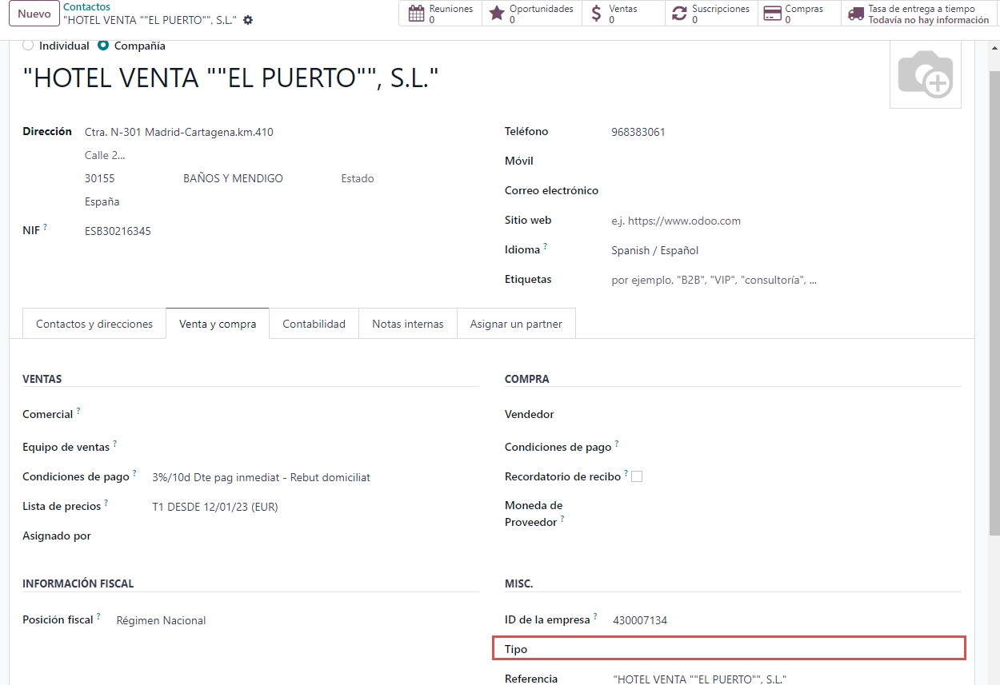 Nuevo
Contactos
"HOTEL VENTA ""EL PUERTO"", S.L."
Reuniones
0
Oportunidades
0
Ventas
0
Suscripciones
0
Compras
0
Tasa de entrega a tiempo
Todavía no hay información
Individual Compañía
"HOTEL VENTA ""EL PUERTO"", S.L."
Dirección Ctra. N-301 Madrid-Cartagena.km.410
Calle 2...
30155 BAÑOS Y MENDIGO Estado
España
NIF ? ESB30216345
Teléfono 968383061
Móvil
Correo electrónico
Sitio web e.j. https://www.odoo.com
Idioma ? Spanish / Español
Etiquetas por ejemplo, "B2B", "VIP", "consultoría", ...
Contactos y direcciones Venta y compra Contabilidad Notas internas Asignar un partner
VENTAS
Comercial ?
Equipo de ventas ?
Condiciones de pago ? 3%/10d Dte pag inmediat - Rebut domiciliat
Lista de precios ? T1 DESDE 12/01/23 (EUR)
Asignado por
COMPRA
Vendedor
Condiciones de pago ?
Recordatorio de recibo ?
Moneda de
Proveedor ?
INFORMACIÓN FISCAL
Posición fiscal ? Régimen Nacional
MISC.
ID de la empresa ? 430007134
Tipo
Referencia "HOTEL VENTA ""EL PUERTO"", S.L."